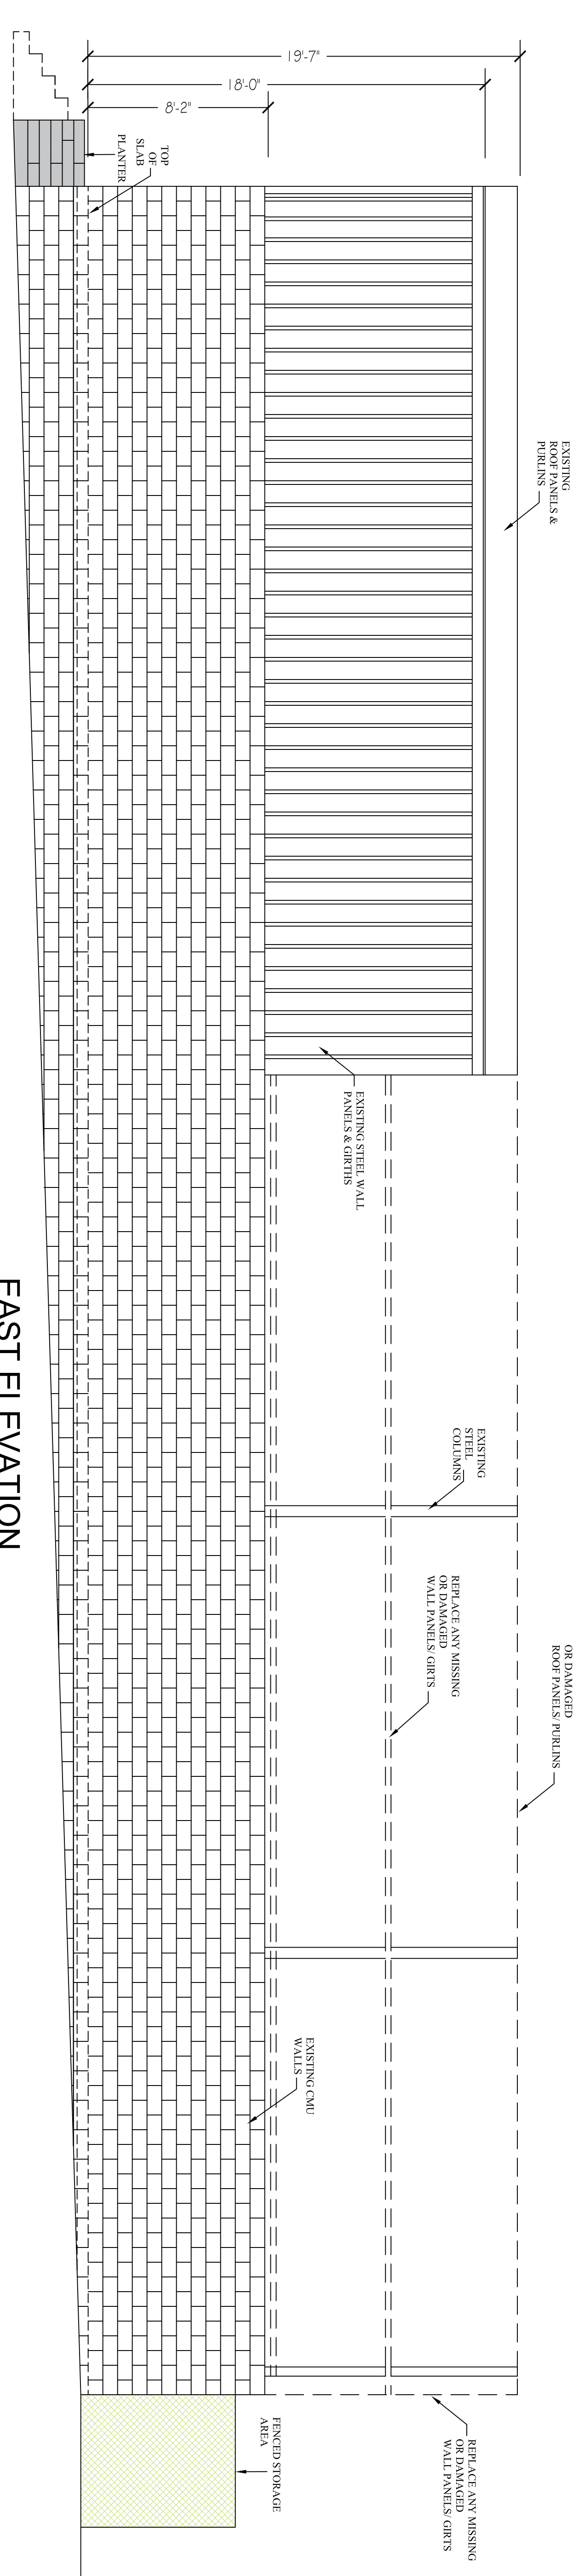 19'-7"
18'-0"
8'-2"
TOP
OF
SLAB
PLANTER
EXISTING
ROOF PANELS &
PURLINS
EXISTING STEEL WALL
PANELS & GIRTHS
EXISTING
STEEL
COLUMNS
REPLACE ANY MISSING
OR DAMAGED
WALL PANELS/ GIRTS
OR DAMAGED
ROOF PANELS/ PURLINS
EXISTING CMU
WALLS
REPLACE ANY MISSING
OR DAMAGED
WALL PANELS/ GIRTS
FENCED STORAGE
AREA
EAST ELEVATION